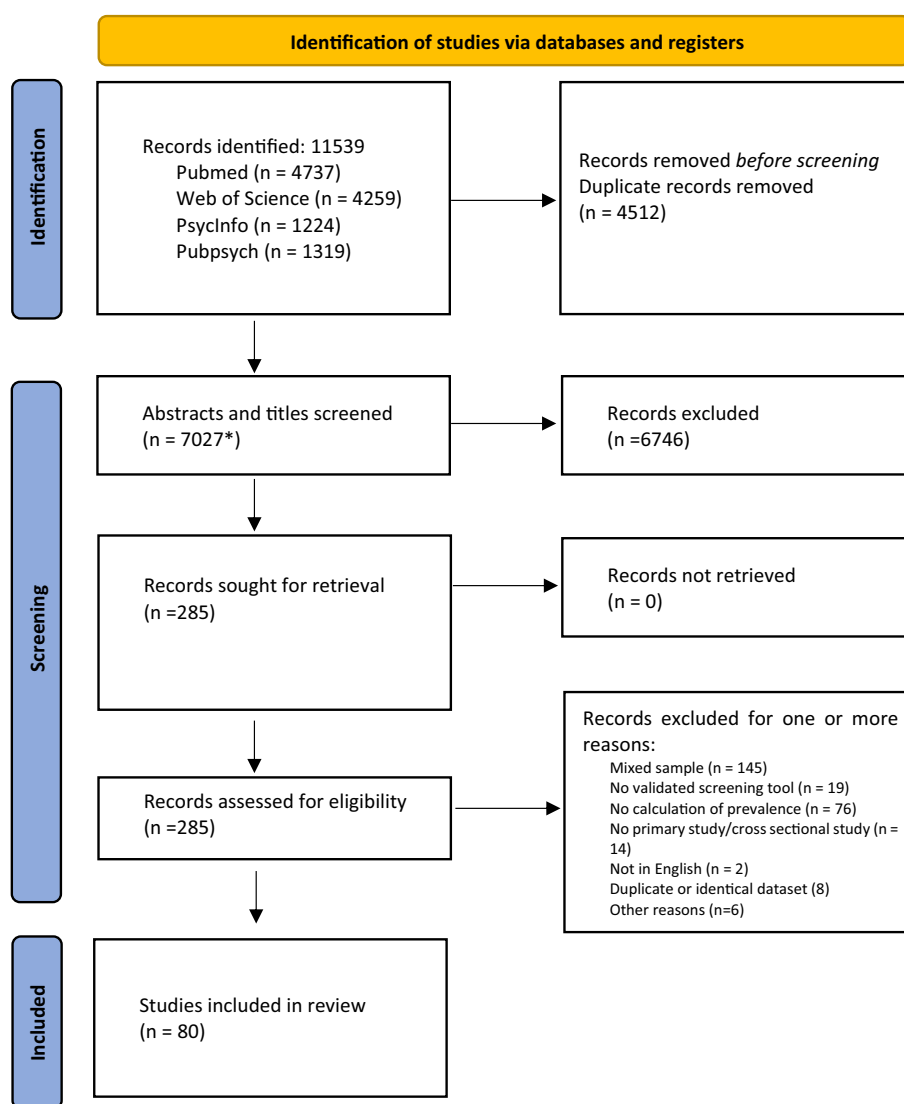 Identification of studies via databases and registers
Identification
Records identified: 11539
Pubmed (n = 4737)
Web of Science (n = 4259)
PsycInfo (n = 1224)
Pubpsych (n = 1319)
Records removed before screening
Duplicate records removed
(n = 4512)
Screening
Abstracts and titles screened
(n = 7027*)
Records excluded
(n =6746)
Records sought for retrieval
(n =285)
Records not retrieved
(n = 0)
Records assessed for eligibility
(n =285)
Records excluded for one or more
reasons:
Mixed sample (n = 145)
No validated screening tool (n = 19)
No calculation of prevalence (n = 76)
No primary study/cross sectional study (n =
14)
Not in English (n = 2)
Duplicate or identical dataset (8)
Other reasons (n=6)
Included
Studies included in review
(n = 80)